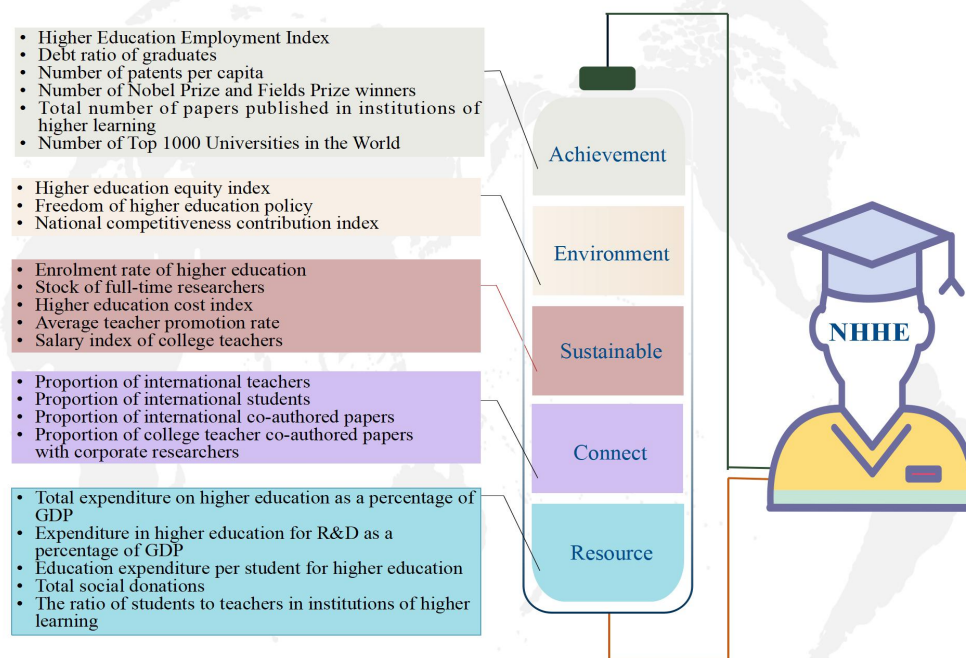 • Higher Education Employment Index
• Debt ratio of graduates
• Number of patents per capita
• Number of Nobel Prize and Fields Prize winners
• Total number of papers published in institutions of
higher learning
• Number of Top 1000 Universities in the World
Achievement
• Higher education equity index
• Freedom of higher education policy
• National competitiveness contribution index
Environment
• Enrolment rate of higher education
• Stock of full-time researchers
• Higher education cost index
• Average teacher promotion rate
• Salary index of college teachers
Sustainable
• Proportion of international teachers
• Proportion of international students
• Proportion of international co-authored papers
• Proportion of college teacher co-authored papers
with corporate researchers
Connect
• Total expenditure on higher education as a percentage of
GDP
• Expenditure in higher education for R&D as a
percentage of GDP
• Education expenditure per student for higher education
• Total social donations
• The ratio of students to teachers in institutions of higher
learning
Resource
NHHE